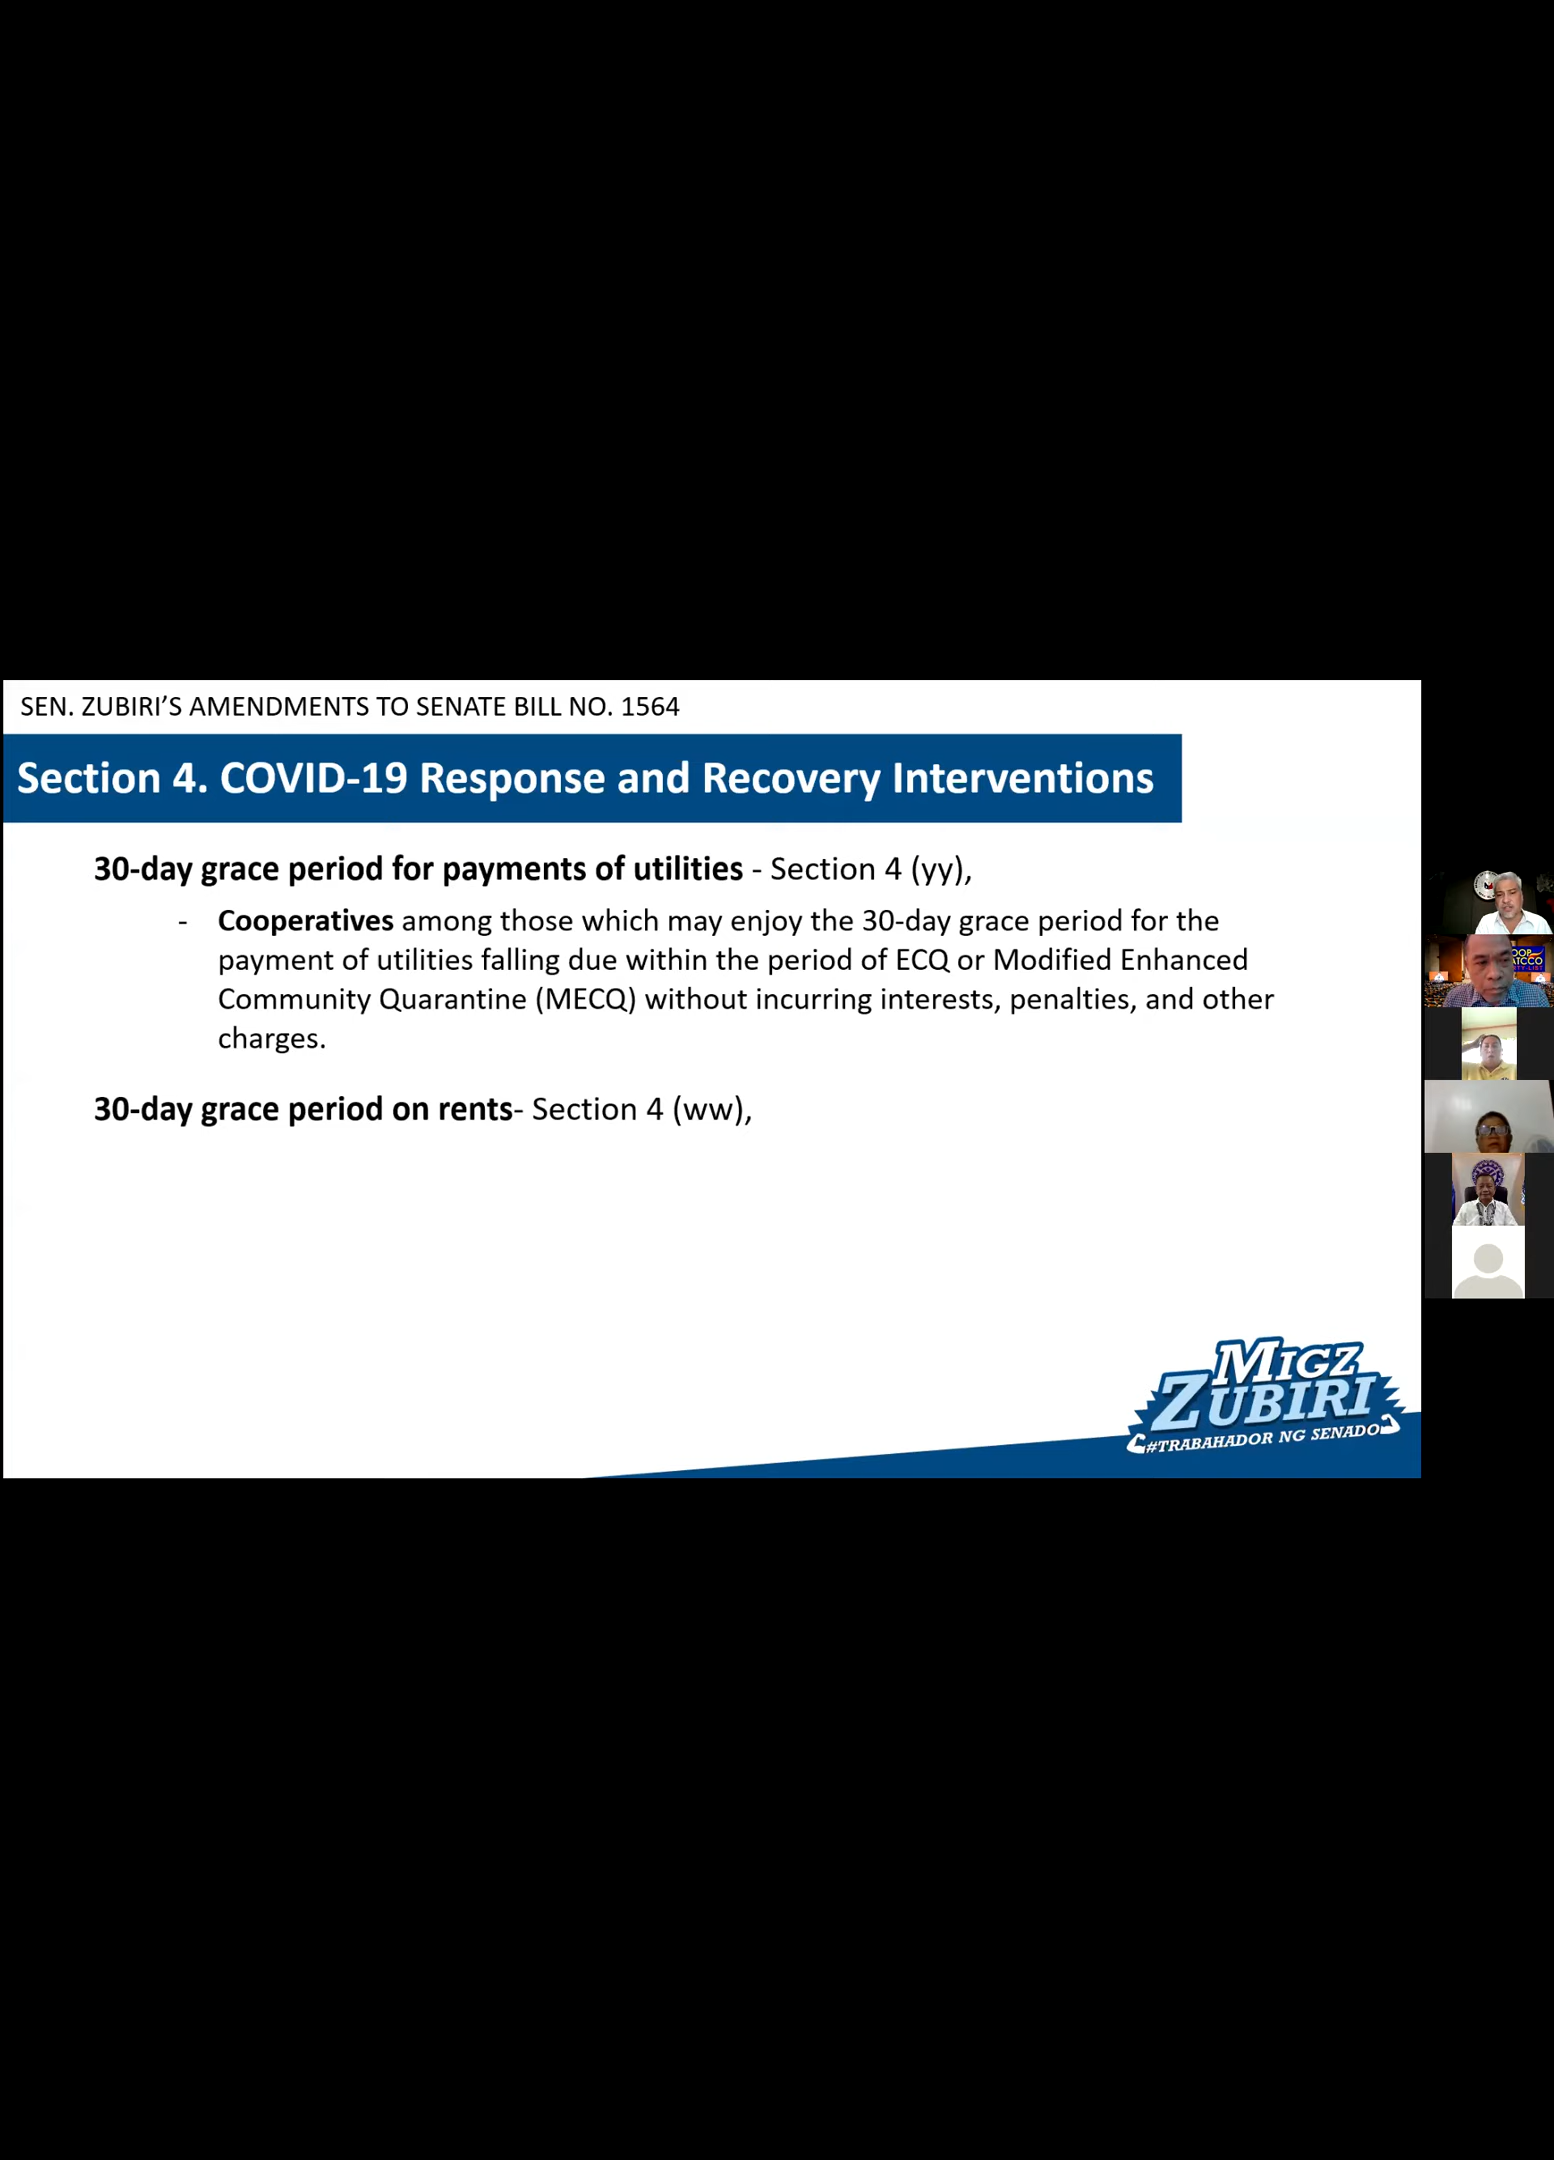 SEN. ZUBIRI’S AMENDMENTS TO SENATE BILL NO. 1564
Section 4. COVID-19 Response and Recovery Interventions
30-day grace period for payments of utilities - Section 4 (yy),
- Cooperatives among those which may enjoy the 30-day grace period for the
payment of utilities falling due within the period of ECQ or Modified Enhanced
Community Quarantine (MECQ) without incurring interests, penalties, and other
charges.
30-day grace period on rents- Section 4 (ww),
MIGZ
ZUBIRI
#TRABAHADOR NG SENADO